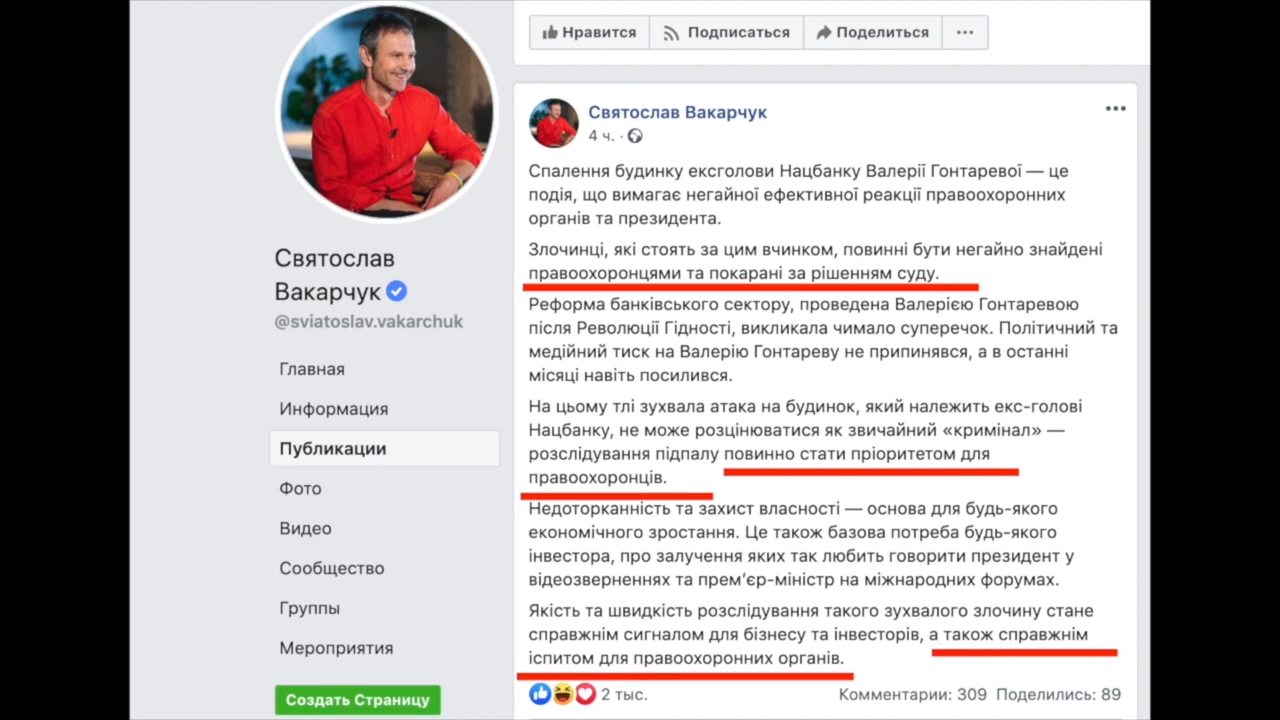 Нравится
Подписаться
Поделиться
Святослав Вакарчук
4 ч.
Спалення будинку ексголови Нацбанку Валерії Гонтаревої — це
подія, що вимагає негайної ефективної реакції правоохоронних
органів та президента.
Злочинці, які стоять за цим вчинком, повинні бути негайно знайдені
правоохоронцями та покарані за рішенням суду.
Реформа банківського сектору, проведена Валерією Гонтаревою
після Революції Гідності, викликала чимало суперечок. Політичний та
медійний тиск на Валерію Гонтареву не припинявся, а в останні
місяці навіть посилився.
На цьому тлі зухвала атака на будинок, який належить екс-голові
Нацбанку, не може розцінюватися як звичайний «кримінал» —
розслідування підпалу повинно стати пріоритетом для
правоохоронців.
Недоторканність та захист власності — основа для будь-якого
економічного зростання. Це також базова потреба будь-якого
інвестора, про залучення яких так любить говорити президент у
відеозверненнях та прем’єр-міністр на міжнародних форумах.
Якість та швидкість розслідування такого зухвалого злочину стане
справжнім сигналом для бізнесу та інвесторів, а також справжнім
іспитом для правоохоронних органів.
2 тыс.
Комментарии: 309 Поделились: 89
Святослав
Вакарчук
@sviatoslav.vakarchuk
Главная
Информация
Публикации
Фото
Видео
Сообщество
Группы
Мероприятия
Создать Страницу